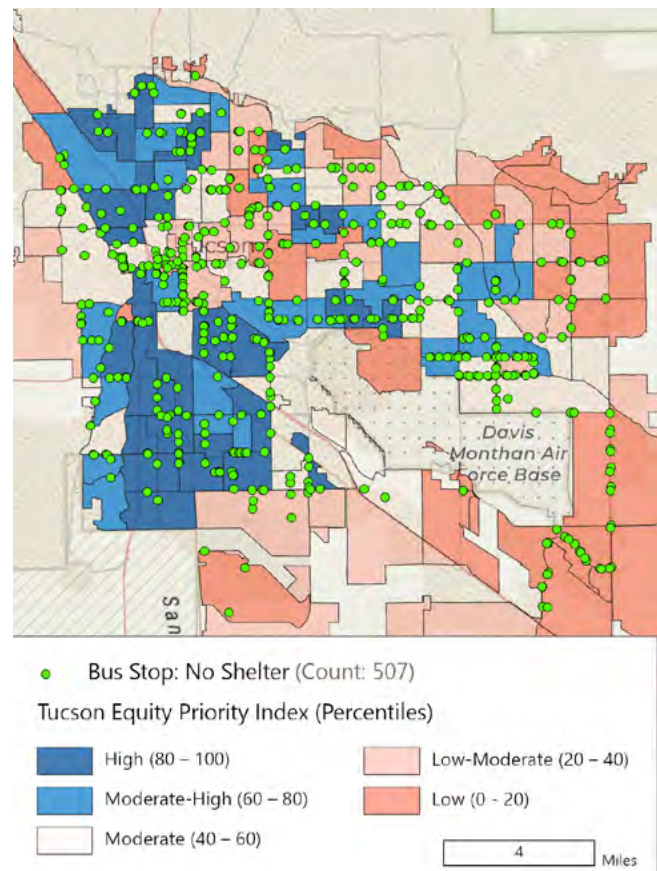 Tucson
Davis
Monthan Air
Force Base
San
Bus Stop: No Shelter (Count: 507)
Tucson Equity Priority Index (Percentiles)
High (80 – 100)
Low-Moderate (20 – 40)
Moderate-High (60 – 80)
Low (0 - 20)
Moderate (40 – 60)
4
Miles